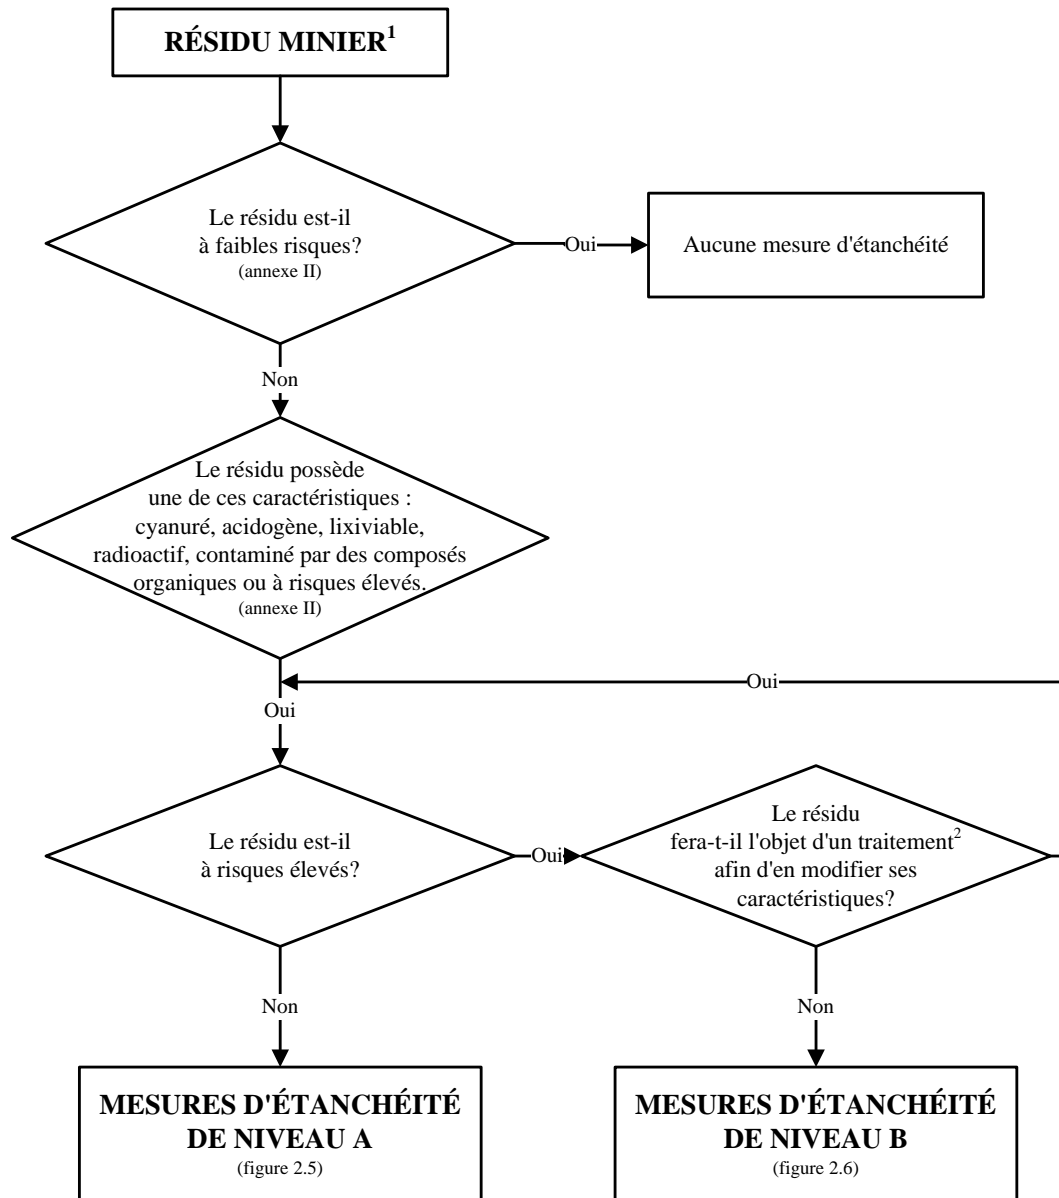 RÉSIDU MINIER1
Le résidu est-il
à faibles risques?
(annexe II)
Oui
Aucune mesure d'étanchéité
Non
Le résidu possède
une de ces caractéristiques :
cyanuré, acidogène, lixiviable,
radioactif, contaminé par des composés
organiques ou à risques élevés.
(annexe II)
Oui
Oui
Le résidu est-il
à risques élevés?
Oui
Le résidu
fera-t-il l'objet d'un traitement2
afin d'en modifier ses
caractéristiques?
Non
Non
MESURES D'ÉTANCHÉITÉ
DE NIVEAU A
(figure 2.5)
MESURES D'ÉTANCHÉITÉ
DE NIVEAU B
(figure 2.6)